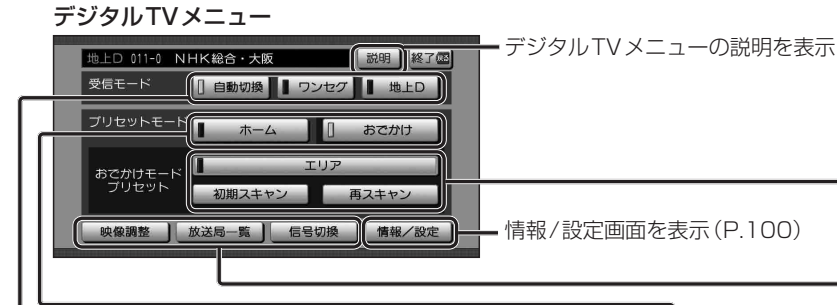 デジタルTVメニュー
地上D 011-0 NHK総合・大阪 説明 終了戻る
デジタルTVメニューの説明を表示
受信モード 自動切換 ワンセグ 地上D
プリセットモード ホーム おでかけ
おでかけモード
プリセット
エリア
初期スキャン 再スキャン
映像調整 放送局一覧 信号切換 情報/設定
情報/設定画面を表示(P.100)